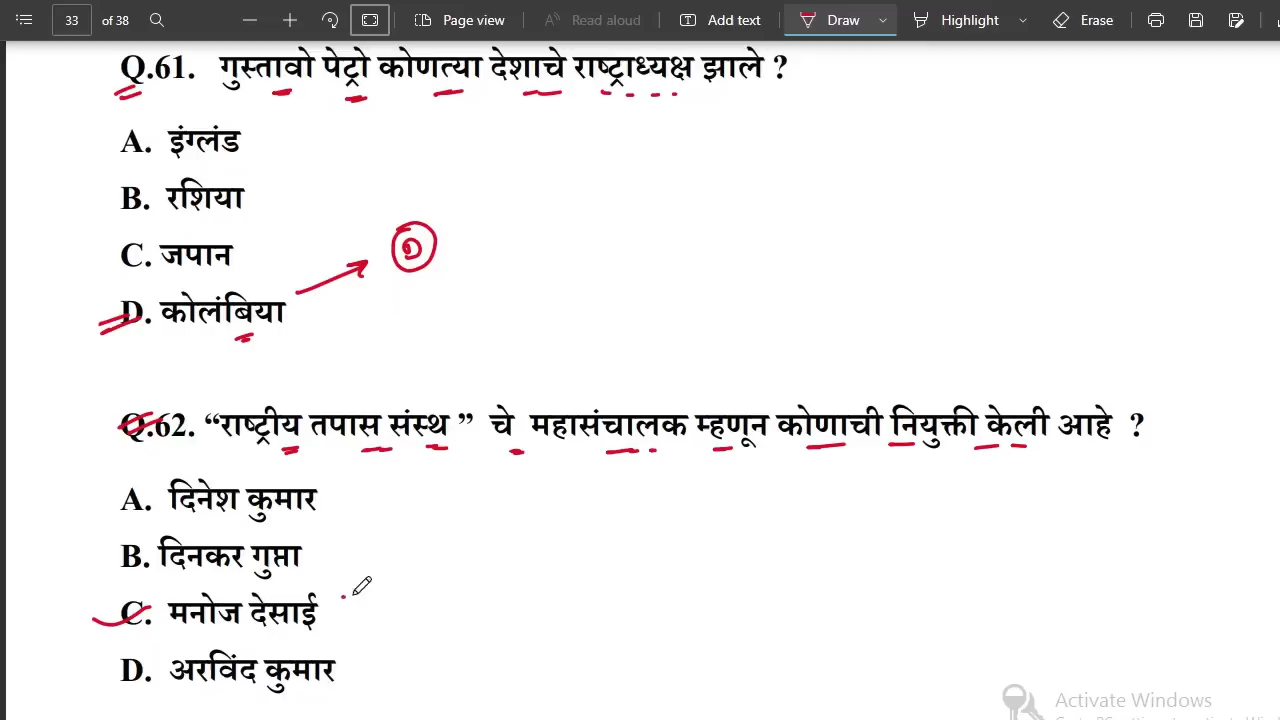 33 of 38 Page view Read aloud Add text Draw Highlight Erase
Q.61. गुस्तावो पेट्रो कोणत्या देशाचे राष्ट्राध्यक्ष झाले ?
A. इंग्लंड
B. रशिया
C. जपान
D
D. कोलंबिया
Q.62. “राष्ट्रीय तपास संस्थ ” चे महासंचालक म्हणून कोणाची नियुक्ती केली आहे ?
A. दिनेश कुमार
B. दिनकर गुप्ता
C. मनोज देसाई
D. अरविंद कुमार
Activate Windows